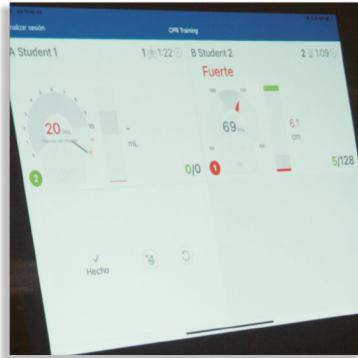 nalizar sesión
CPR Training
A Student 1
1
1:22
B Student 2
2
1:09
Fuerte
20
mL
0/0
2
69
6.1
cm
5/128
1
Hecho